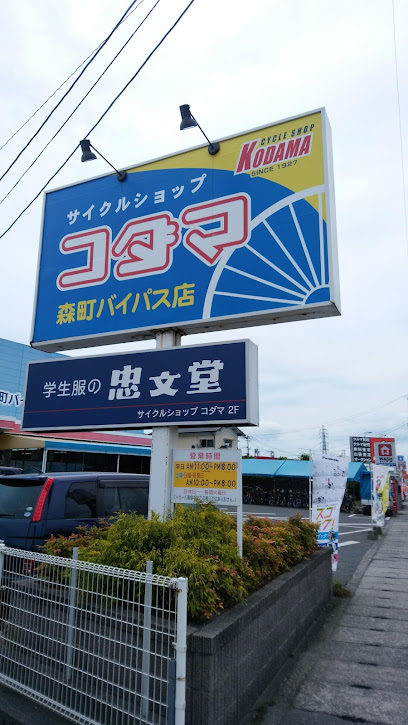 CYCLE SHOP
KODAMA
SINCE 1927
サイクルショップ
コダマ
森町バイパス店
学生服の 忠文堂
サイクルショップ コダマ 2F
営業時間
平日 AM11:00〜PM8:00
AM10:00〜PM8:00